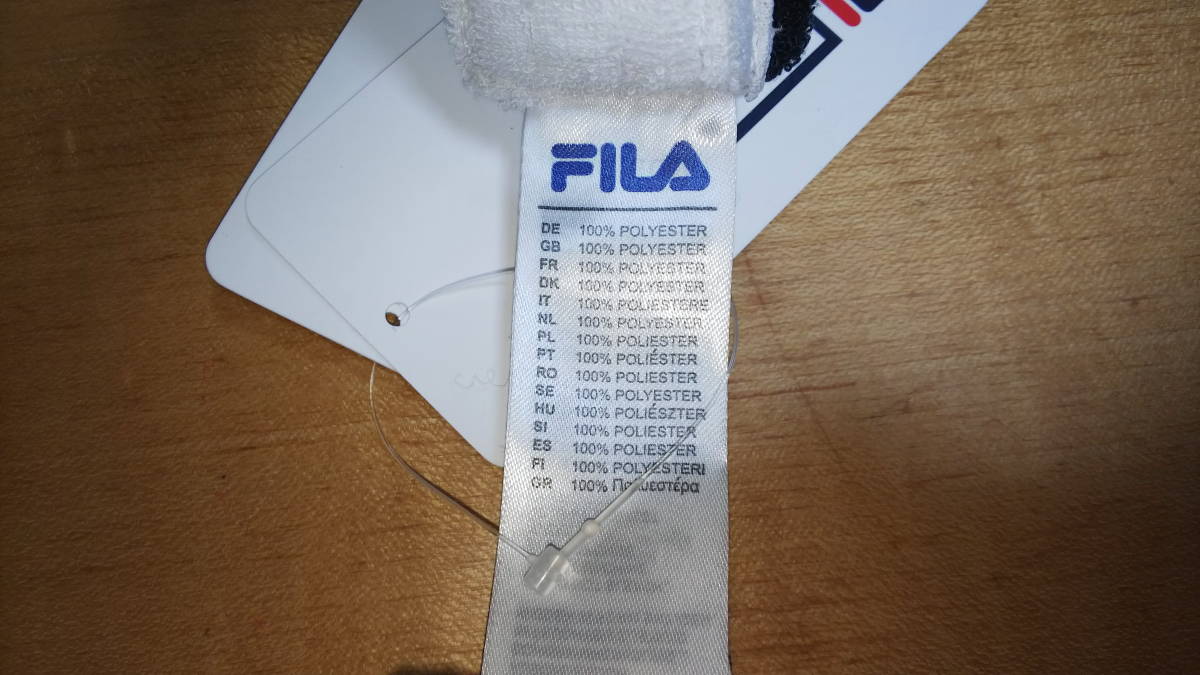 FILA
DE 100% POLYESTER
GB 100% POLYESTER
FR 100% POLYESTER
DK 100% POLYESTER
IT 100% POLIESTERE
NL 100% POLYESTER
PL 100% POLIESTER
PT 100% POLIÉSTER
RO 100% POLIESTER
SE 100% POLYESTER
HU 100% POLIÉSZTER
SI 100% POLIESTER
ES 100% POLIESTER
FI 100% POLYESTERI
GR 100% Πολυεστέρα